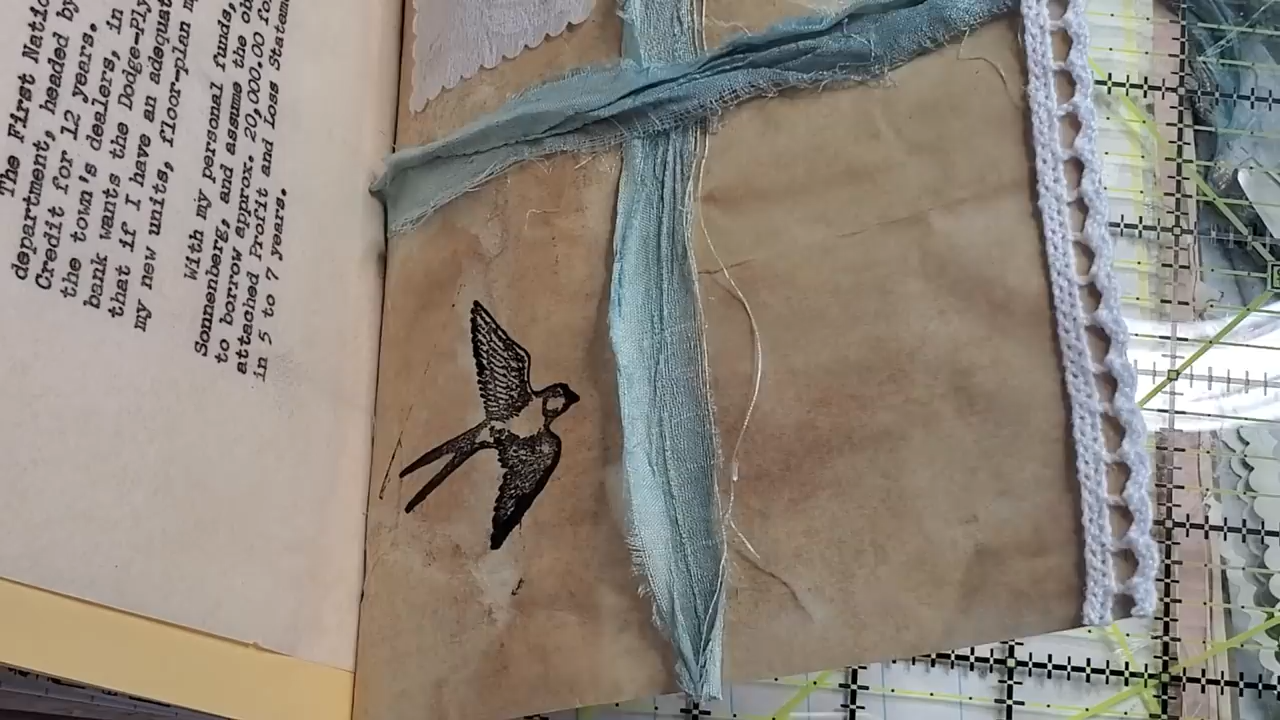 The First Natio
department, headed by
Credit for 12 years.
the town's dealers, in
bank wants the Dodge-Ply
that if I have an adequat
my new units, floor-plan m
With my personal funds,
Sonnenberg, and assume the ob
to borrow approx. 20,000.00 fo
attached Profit and Loss Statem
in 5 to 7 years.